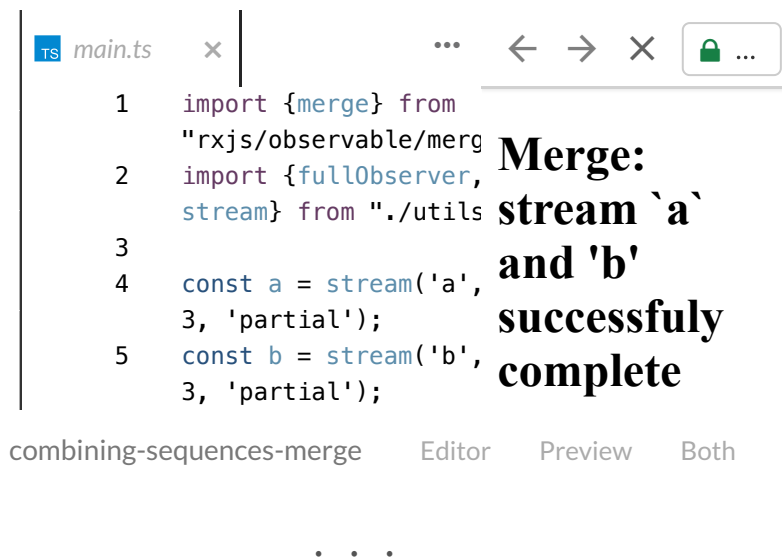 TS main.ts × ••• ← → × ...
1 import {merge} from
"rxjs/observable/merg
2 import {fullObserver,
stream} from "./utils
3
4 const a = stream('a',
3, 'partial');
5 const b = stream('b',
3, 'partial');
Merge:
stream `a`
and 'b'
successfuly
complete
combining-sequences-merge Editor Preview Both
. . .